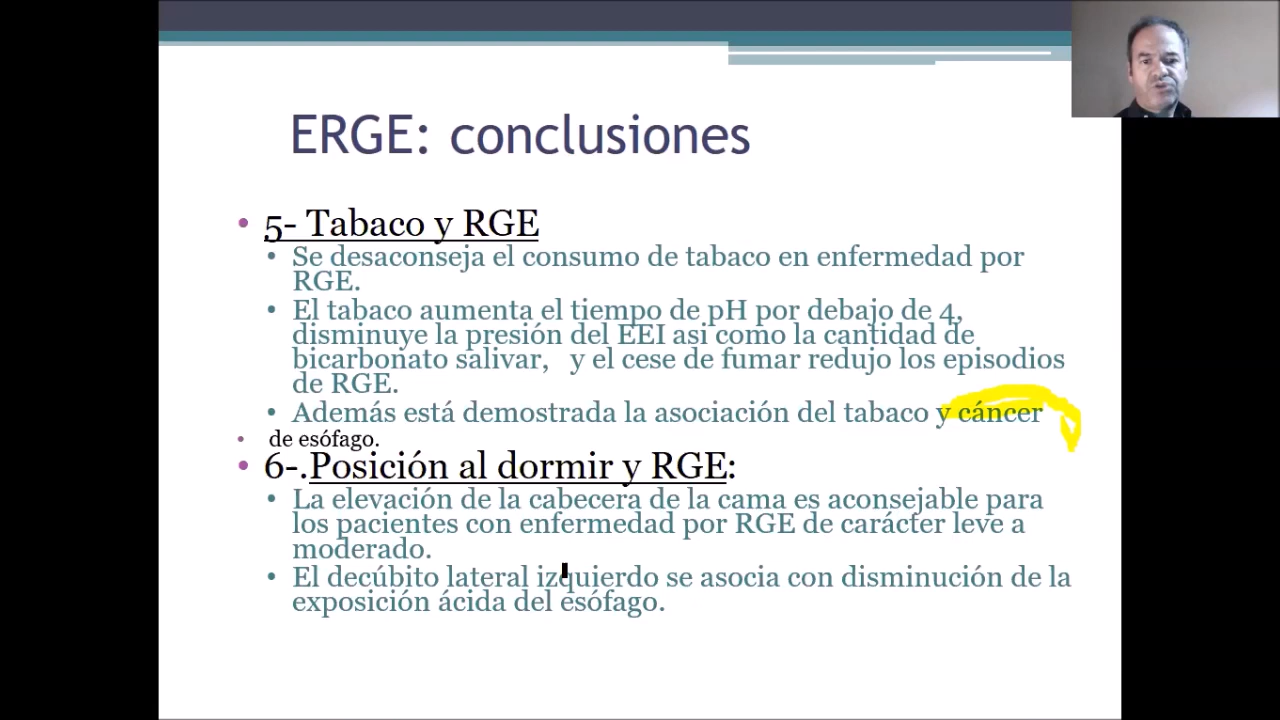 ERGE: conclusiones
• 5- Tabaco y RGE
• Se desaconseja el consumo de tabaco en enfermedad por
RGE.
• El tabaco aumenta el tiempo de pH por debajo de 4,
disminuye la presión del EEI asi como la cantidad de
bicarbonato salivar, y el cese de fumar redujo los episodios
de RGE.
• Además está demostrada la asociación del tabaco y cáncer
• de esófago.
• 6-.Posición al dormir y RGE:
• La elevación de la cabecera de la cama es aconsejable para
los pacientes con enfermedad por RGE de carácter leve a
moderado.
• El decúbito lateral izquierdo se asocia con disminución de la
exposición ácida del esófago.